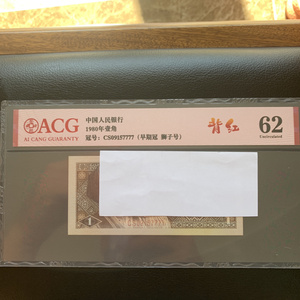 ACG
AI CANG GUARANTY
中国人民银行
1980年壹角
冠号：CS09157777（早期冠 狮子号）
背红
62
Uncirculated
1